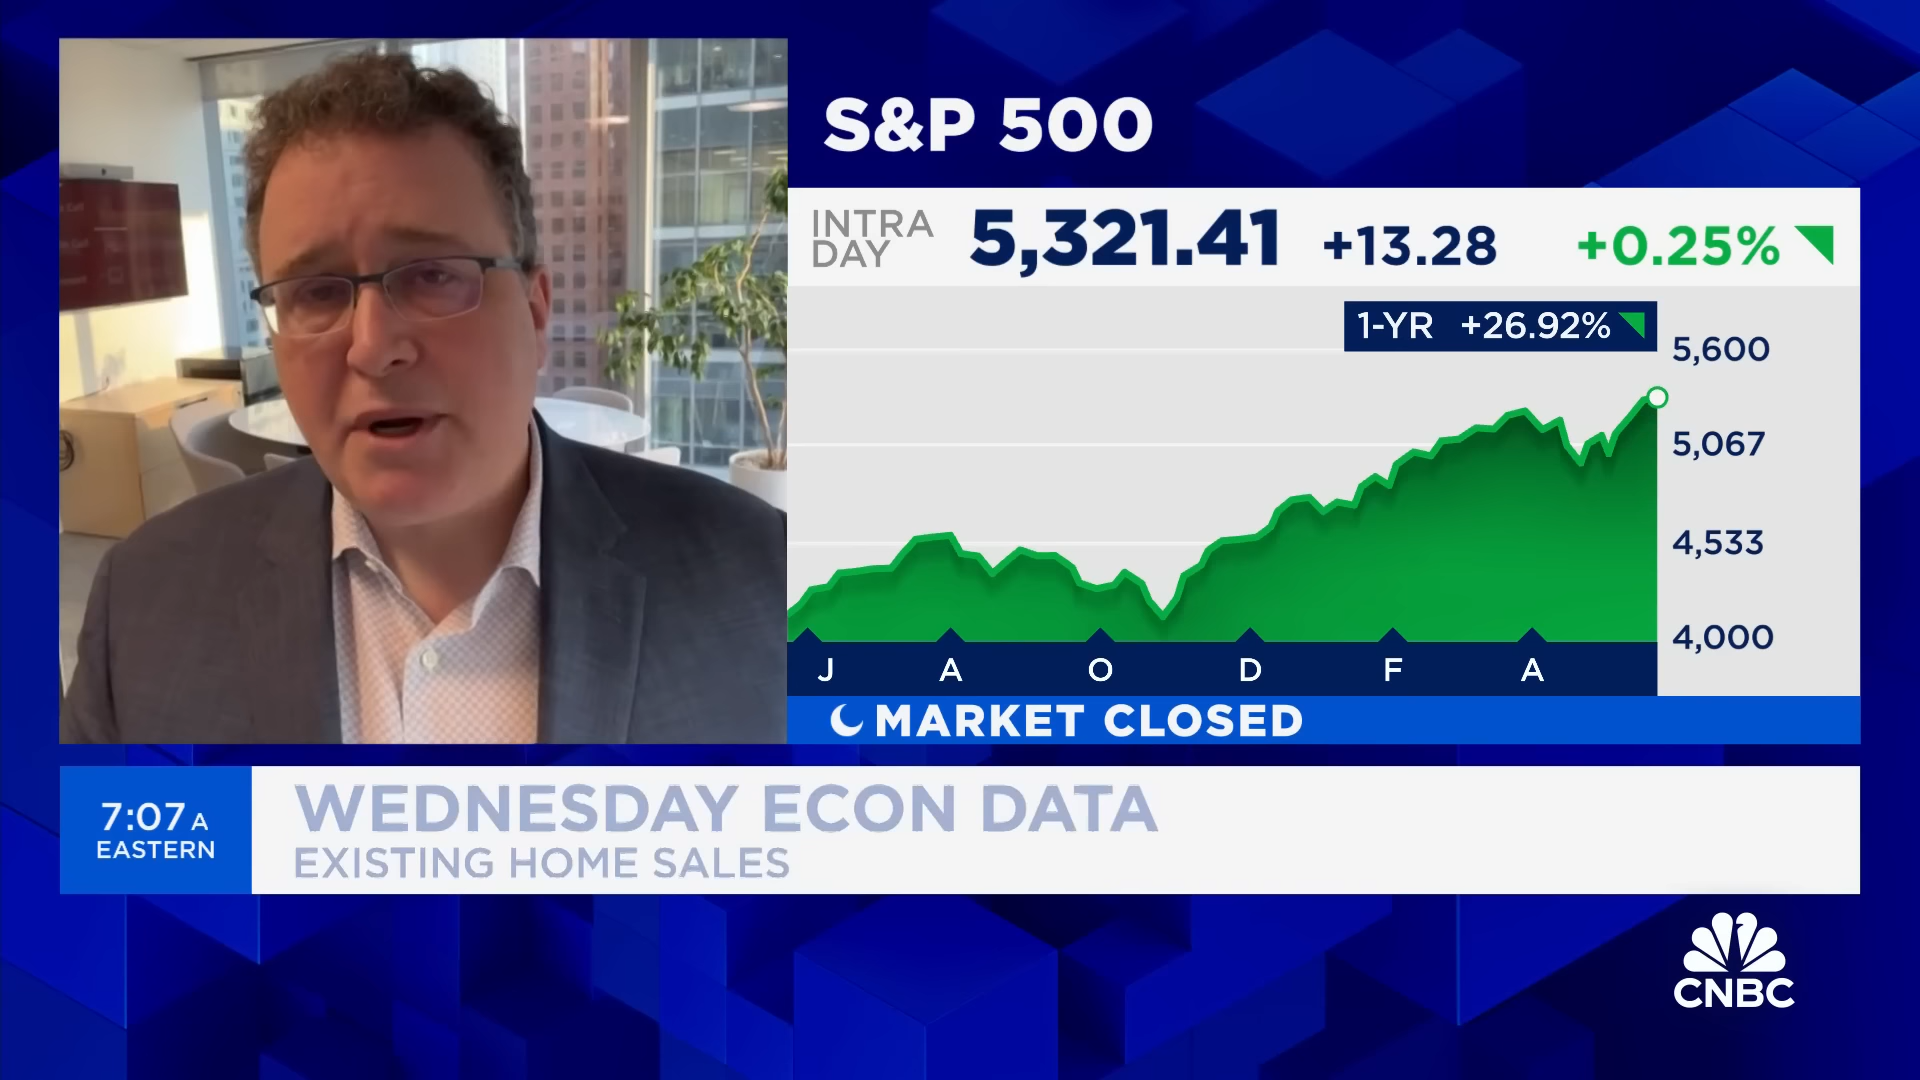 S&P 500
INTRA DAY 5,321.41 +13.28 +0.25%
1-YR +26.92%
5,600
5,067
4,533
4,000
J A O D F A
MARKET CLOSED
7:07 A
EASTERN
WEDNESDAY ECON DATA
EXISTING HOME SALES
CNBC